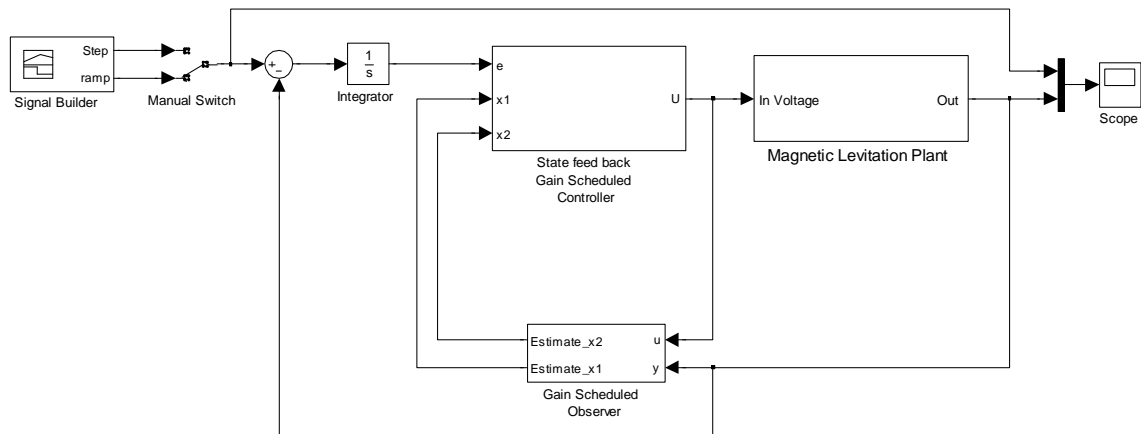 Step
ramp
Signal Builder
Manual Switch
+
−
1
s
Integrator
e
x1
x2
U
State feed back
Gain Scheduled
Controller
In Voltage
Out
Magnetic Levitation Plant
Scope
Estimate_x2
Estimate_x1
u
y
Gain Scheduled
Observer